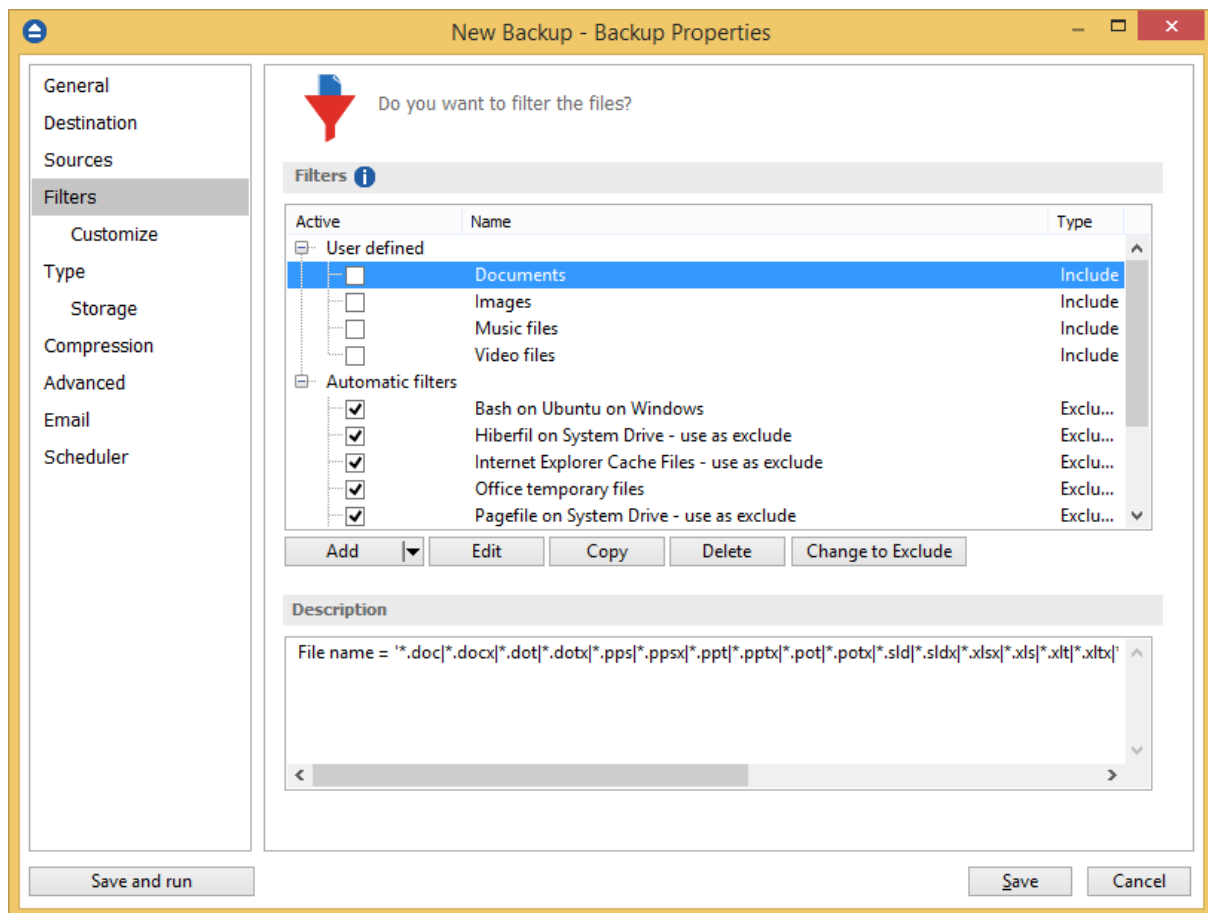 New Backup - Backup Properties
General
Destination
Sources
Filters
Customize
Type
Storage
Compression
Advanced
Email
Scheduler
Do you want to filter the files?
Filters i
Active Name Type
User defined
Documents Include
Images Include
Music files Include
Video files Include
Automatic filters
Bash on Ubuntu on Windows Exclu...
Hiberfil on System Drive - use as exclude Exclu...
Internet Explorer Cache Files - use as exclude Exclu...
Office temporary files Exclu...
Pagefile on System Drive - use as exclude Exclu...
Add Edit Copy Delete Change to Exclude
Description
File name = '*.doc|*.docx|*.dot|*.dotx|*.pps|*.ppsx|*.ppt|*.pptx|*.pot|*.potx|*.sld|*.sldx|*.xlsx|*.xls|*.xlt|*.xltx|*
Save and run Save Cancel